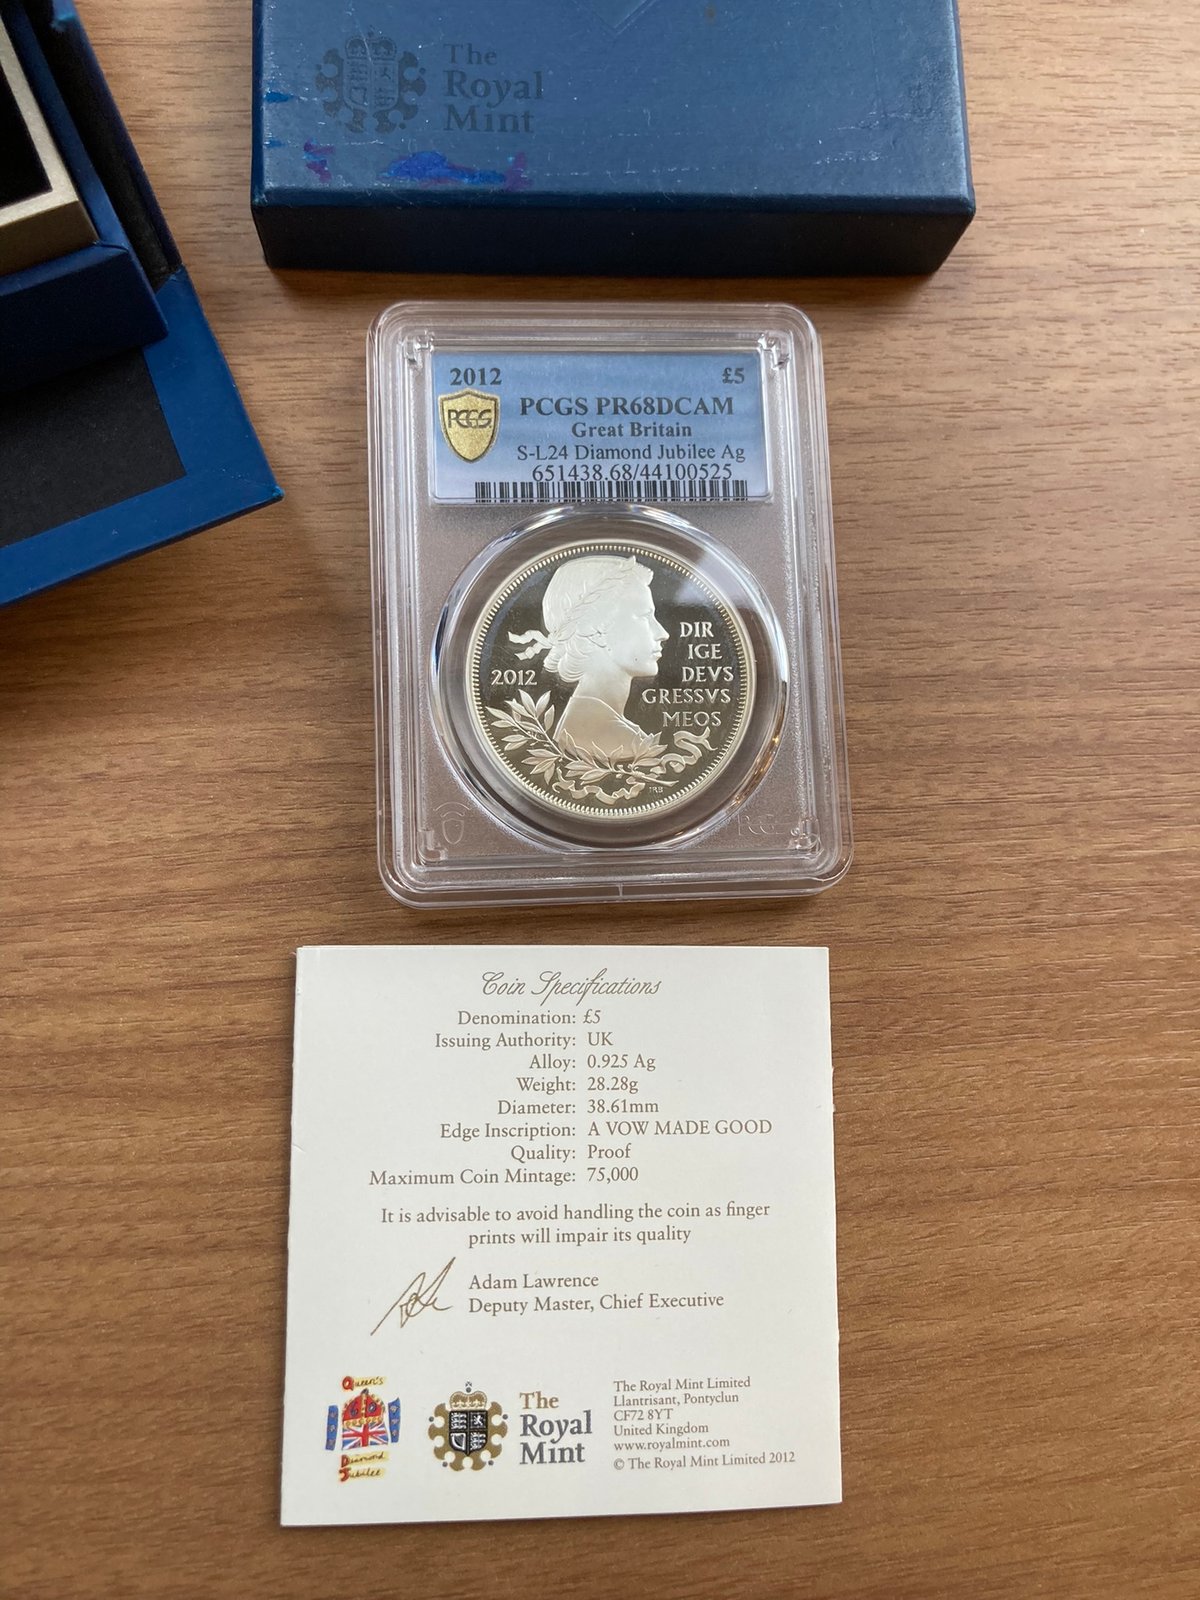 The
Royal
Mint
2012 £5
PCGS
PCGS PR68DCAM
Great Britain
S-L24 Diamond Jubilee Ag
651438.68/44100525
DIR
IGE
DEVS
GRESSVS
MEOS
2012
IRB
PCGS
Coin Specifications
Denomination: £5
Issuing Authority: UK
Alloy: 0.925 Ag
Weight: 28.28g
Diameter: 38.61mm
Edge Inscription: A VOW MADE GOOD
Quality: Proof
Maximum Coin Mintage: 75,000
It is advisable to avoid handling the coin as finger
prints will impair its quality
Adam Lawrence
Deputy Master, Chief Executive
Queen's
Diamond
Jubilee
The
Royal
Mint
The Royal Mint Limited
Llantrisant, Pontyclun
CF72 8YT
United Kingdom
www.royalmint.com
© The Royal Mint Limited 2012